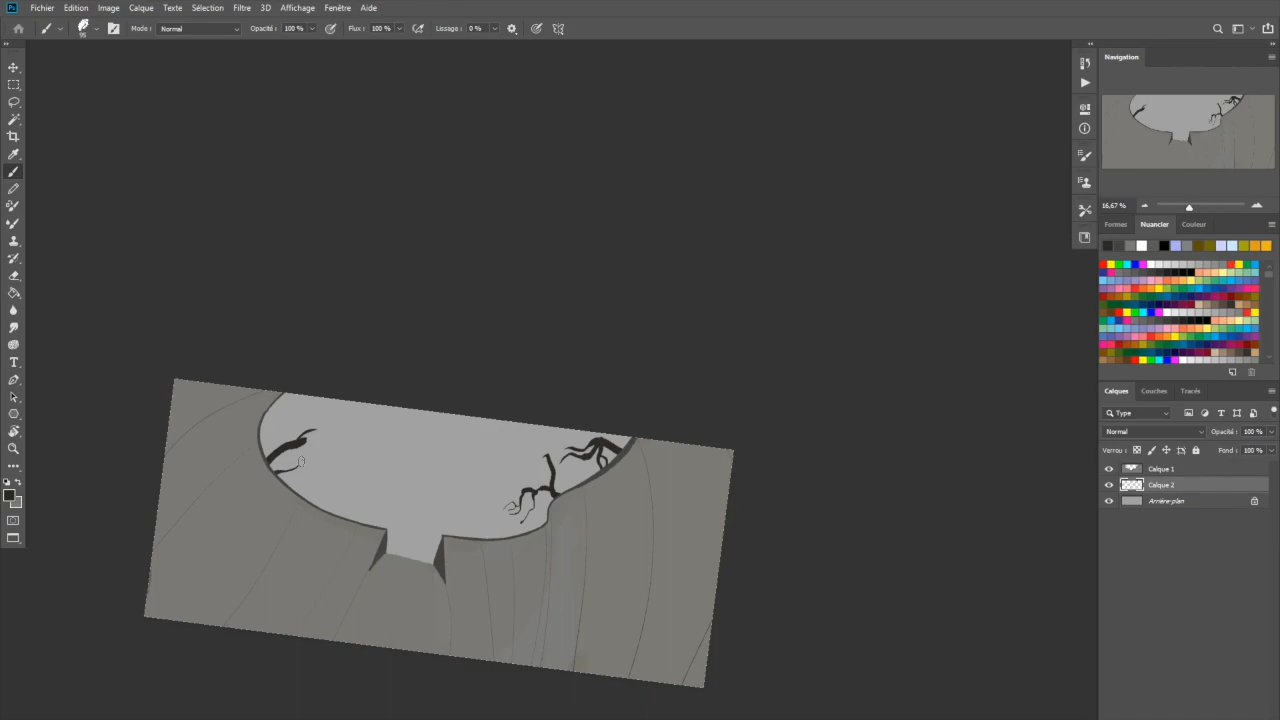 Ps Fichier Edition Image Calque Texte Sélection Filtre 3D Affichage Fenêtre Aide
95 Mode : Normal Opacité : 100 % Flux : 100 % Lissage : 0 %
Navigation
16,67 %
Formes Nuancier Couleur
Calques Couches Tracés
Type
Normal Opacité : 100 %
Verrou : Fond : 100 %
Calque 1
Calque 2
Arrière-plan